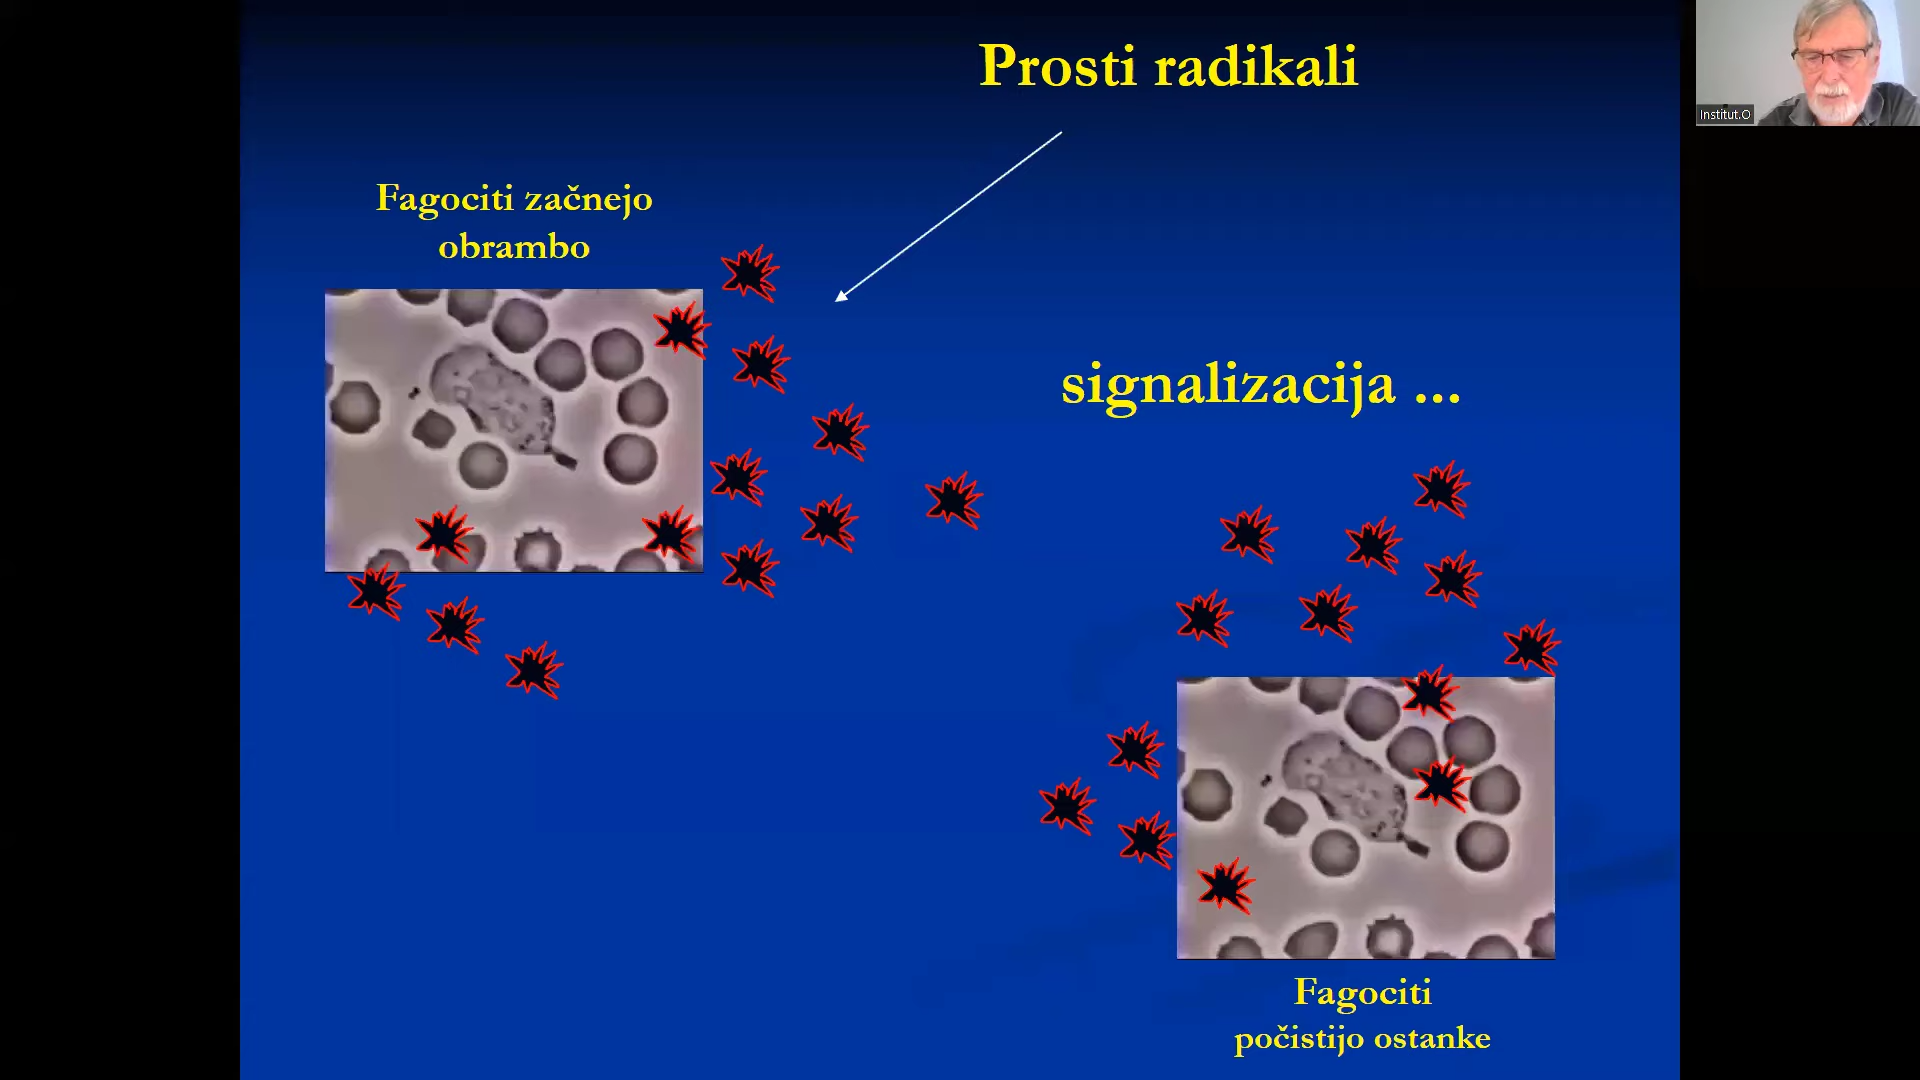 Prosti radikali
Institut.O
Fagociti začnejo
obrambo
signalizacija ...
Fagociti
počistijo ostanke